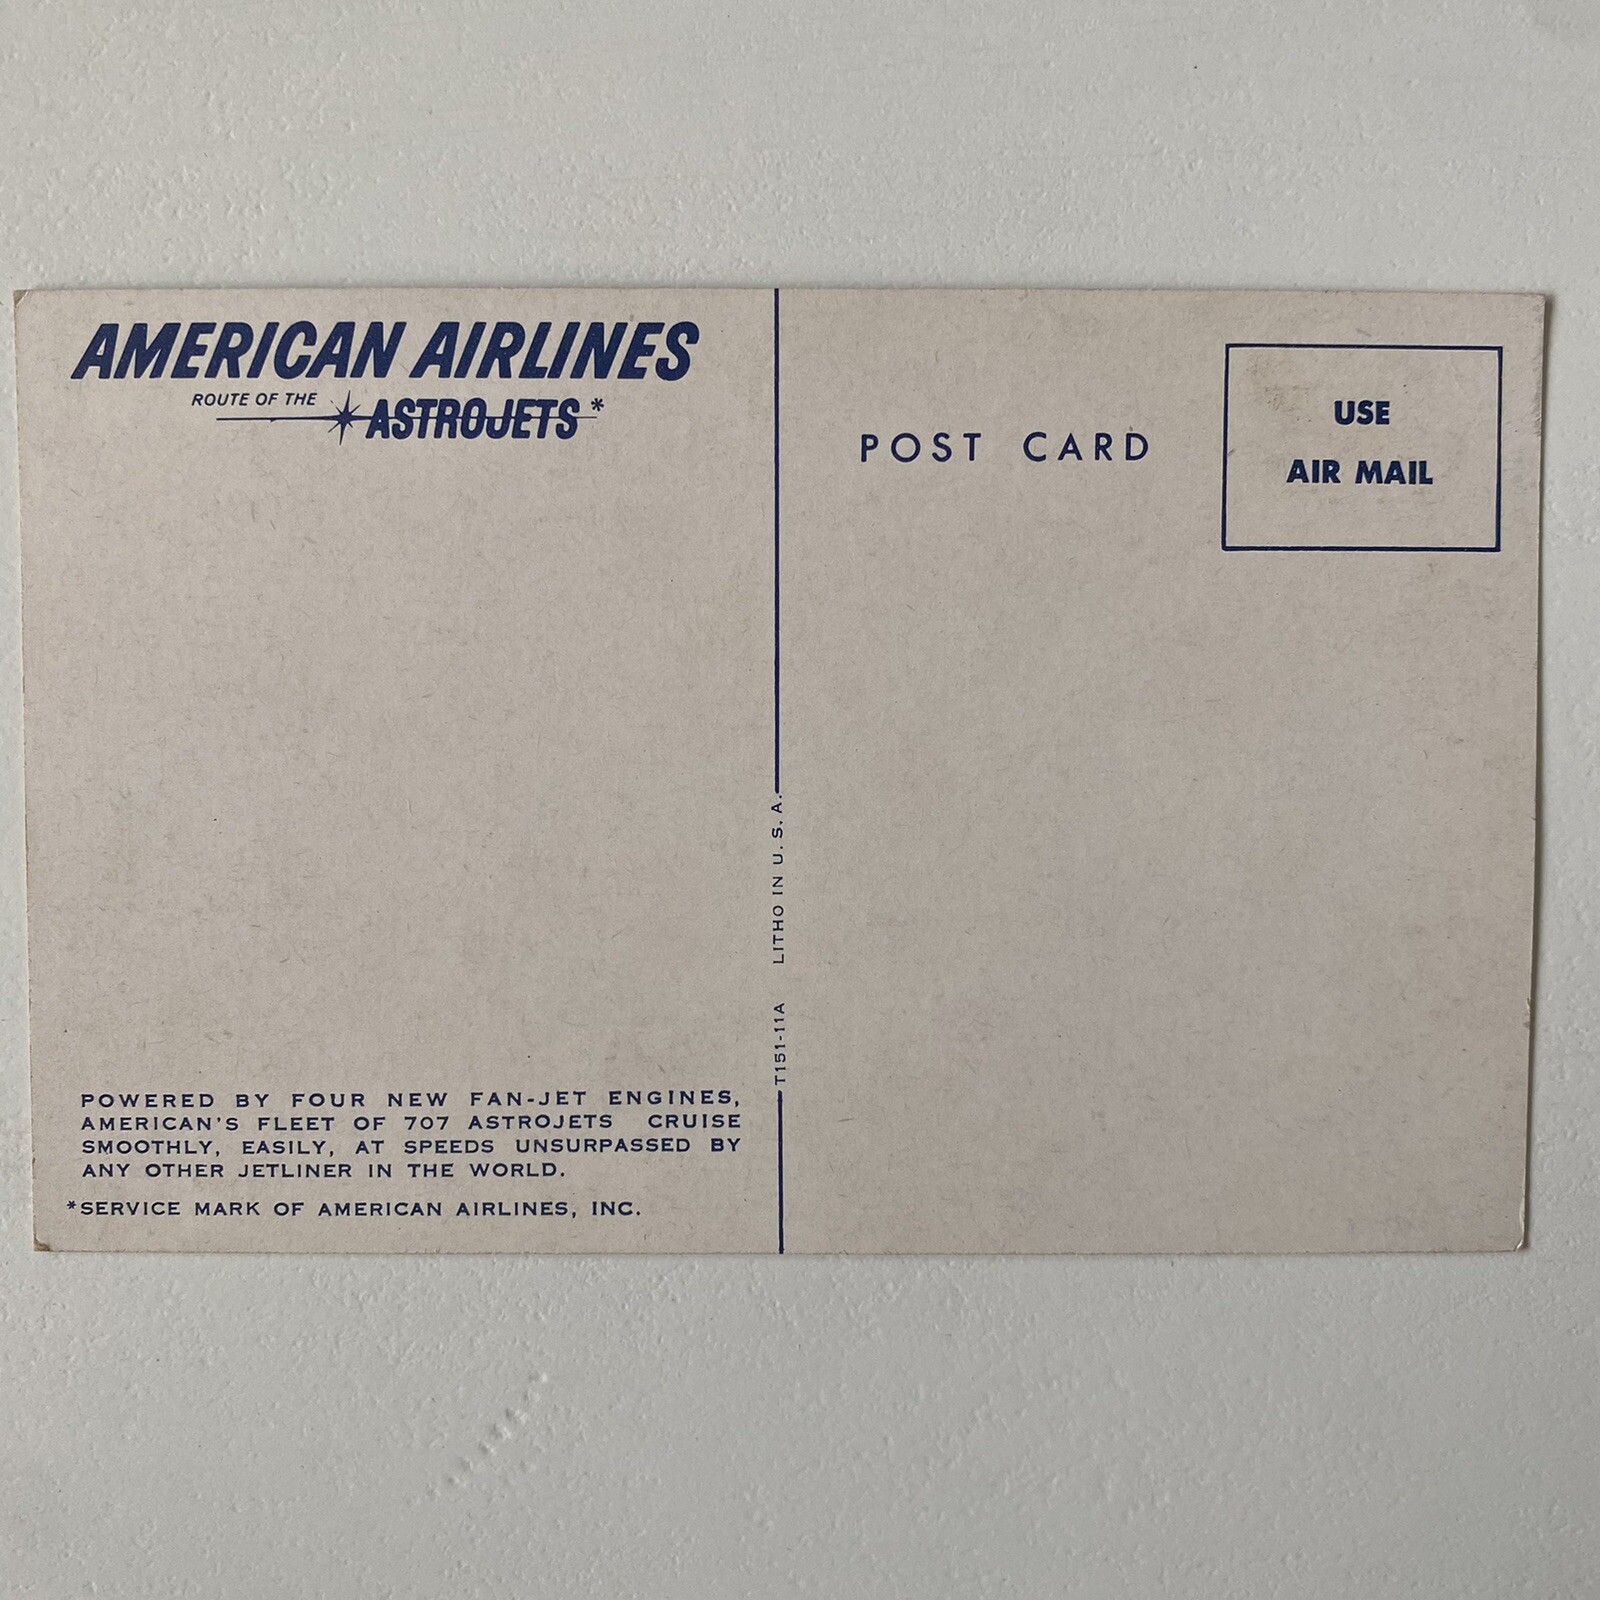 AMERICAN AIRLINES
ROUTE OF THE
ASTROJETS*
POST CARD
USE
AIR MAIL
T151-11A LITHO IN U. S. A.
POWERED BY FOUR NEW FAN-JET ENGINES,
AMERICAN'S FLEET OF 707 ASTROJETS CRUISE
SMOOTHLY, EASILY, AT SPEEDS UNSURPASSED BY
ANY OTHER JETLINER IN THE WORLD.
*SERVICE MARK OF AMERICAN AIRLINES, INC.